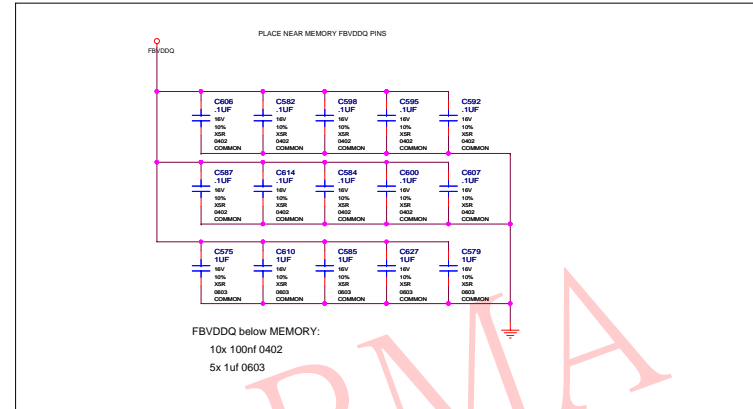 PLACE NEAR MEMORY FBVDDQ PINS
FBVDDQ
C606 C582 C598 C595 C592
.1UF .1UF .1UF .1UF .1UF
16V 16V 16V 16V 16V
10% 10% 10% 10% 10%
X5R X5R X5R X5R X5R
0402 0402 0402 0402 0402
COMMON COMMON COMMON COMMON COMMON
C587 C614 C584 C600 C607
.1UF .1UF .1UF .1UF .1UF
16V 16V 16V 16V 16V
10% 10% 10% 10% 10%
X5R X5R X5R X5R X5R
0402 0402 0402 0402 0402
COMMON COMMON COMMON COMMON COMMON
C575 C610 C585 C627 C579
1UF 1UF 1UF 1UF 1UF
16V 16V 16V 16V 16V
10% 10% 10% 10% 10%
X5R X5R X5R X5R X5R
0603 0603 0603 0603 0603
COMMON COMMON COMMON COMMON COMMON
FBVDDQ below MEMORY:
10x 100nf 0402
5x 1uf 0603